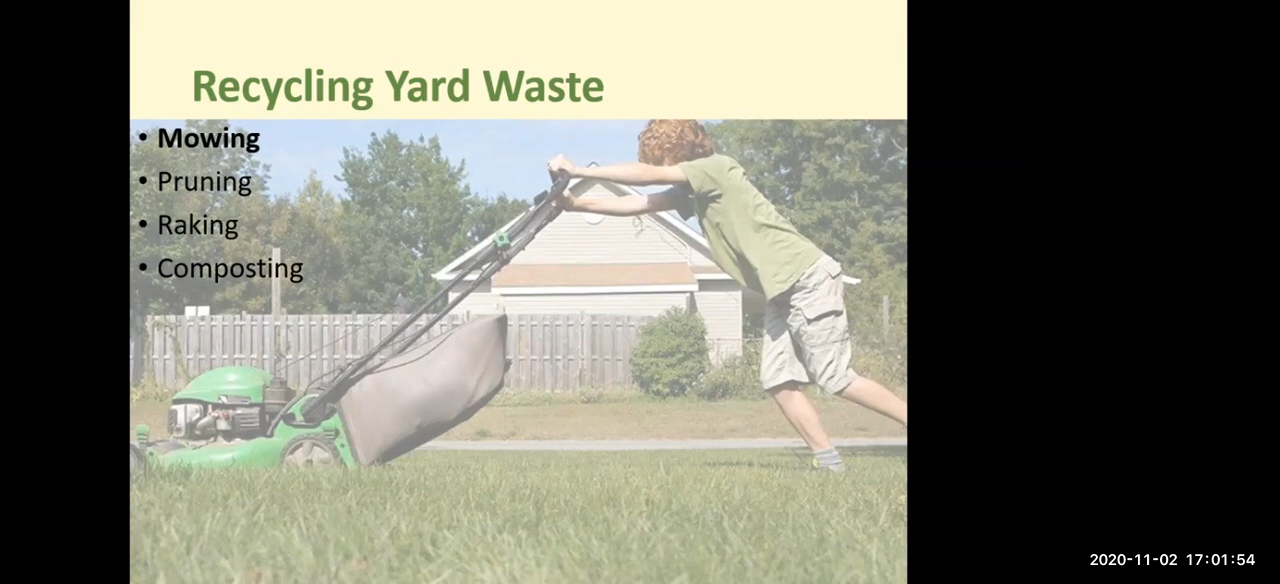 Recycling Yard Waste
• Mowing
• Pruning
• Raking
• Composting
2020-11-02 17:01:54